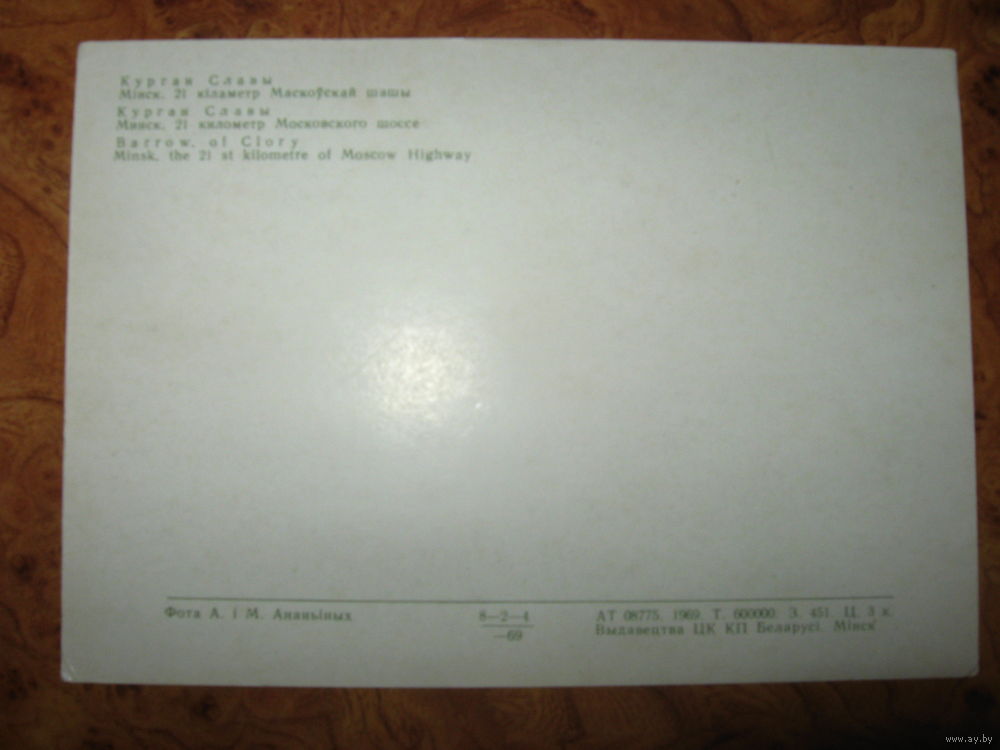 Курган Славы
Мінск, 21 кіламетр Маскоўскай шашы
Курган Славы
Минск, 21 километр Московского шоссе
Barrow, of Clory
Minsk, the 21 st kilometre of Moscow Highway
Фота А. і М. Ананьіных
8—2—4
—69
АТ 08775. 1969. Т. 600000. З. 451. Ц. 3 к.
Выдавецтва ЦК КП Беларусі. Мінск
www.ay.by